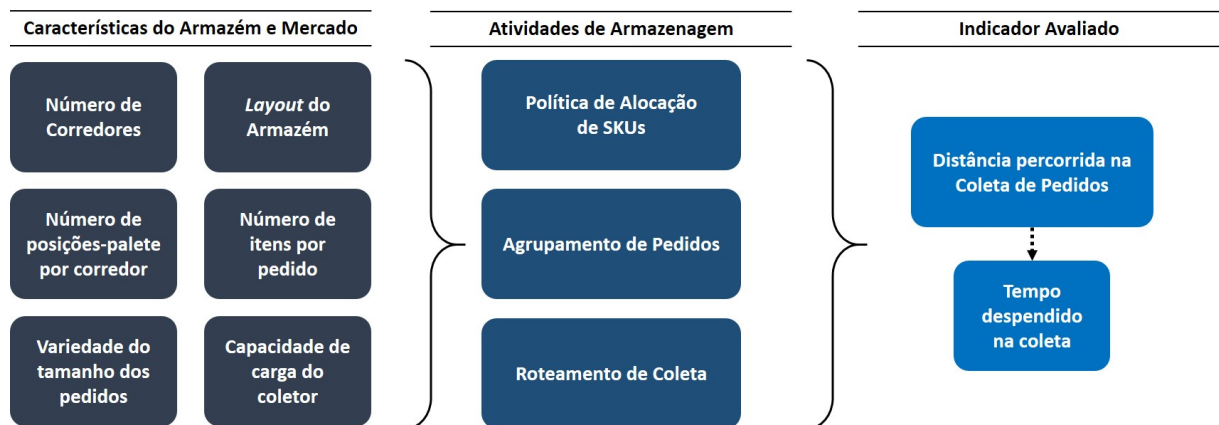 Características do Armazém e Mercado
Atividades de Armazenagem
Indicador Avaliado
Número de
Corredores
Layout do
Armazém
Número de
posições-palete
por corredor
Número de
itens por
pedido
Variedade do
tamanho dos
pedidos
Capacidade de
carga do
coletor
Política de Alocação
de SKUs
Agrupamento de Pedidos
Roteamento de Coleta
Distância percorrida na
Coleta de Pedidos
Tempo
despendido
na coleta